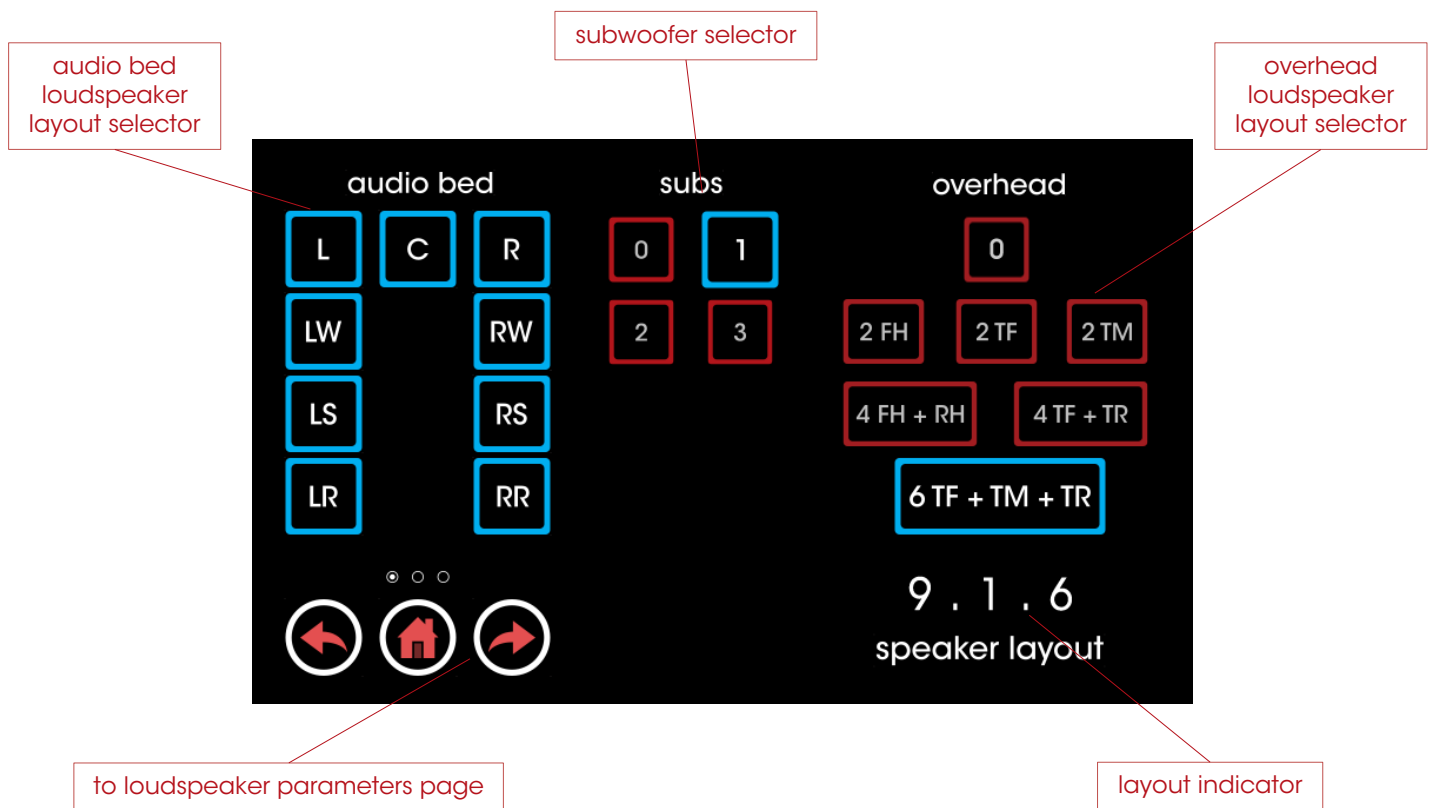 subwoofer selector
audio bed
loudspeaker
layout selector
overhead
loudspeaker
layout selector
audio bed
subs
overhead
L
C
R
0
1
0
LW
RW
2
3
2 FH
2 TF
2 TM
LS
RS
4 FH + RH
4 TF + TR
LR
RR
6 TF + TM + TR
9 . 1 . 6
speaker layout
to loudspeaker parameters page
layout indicator